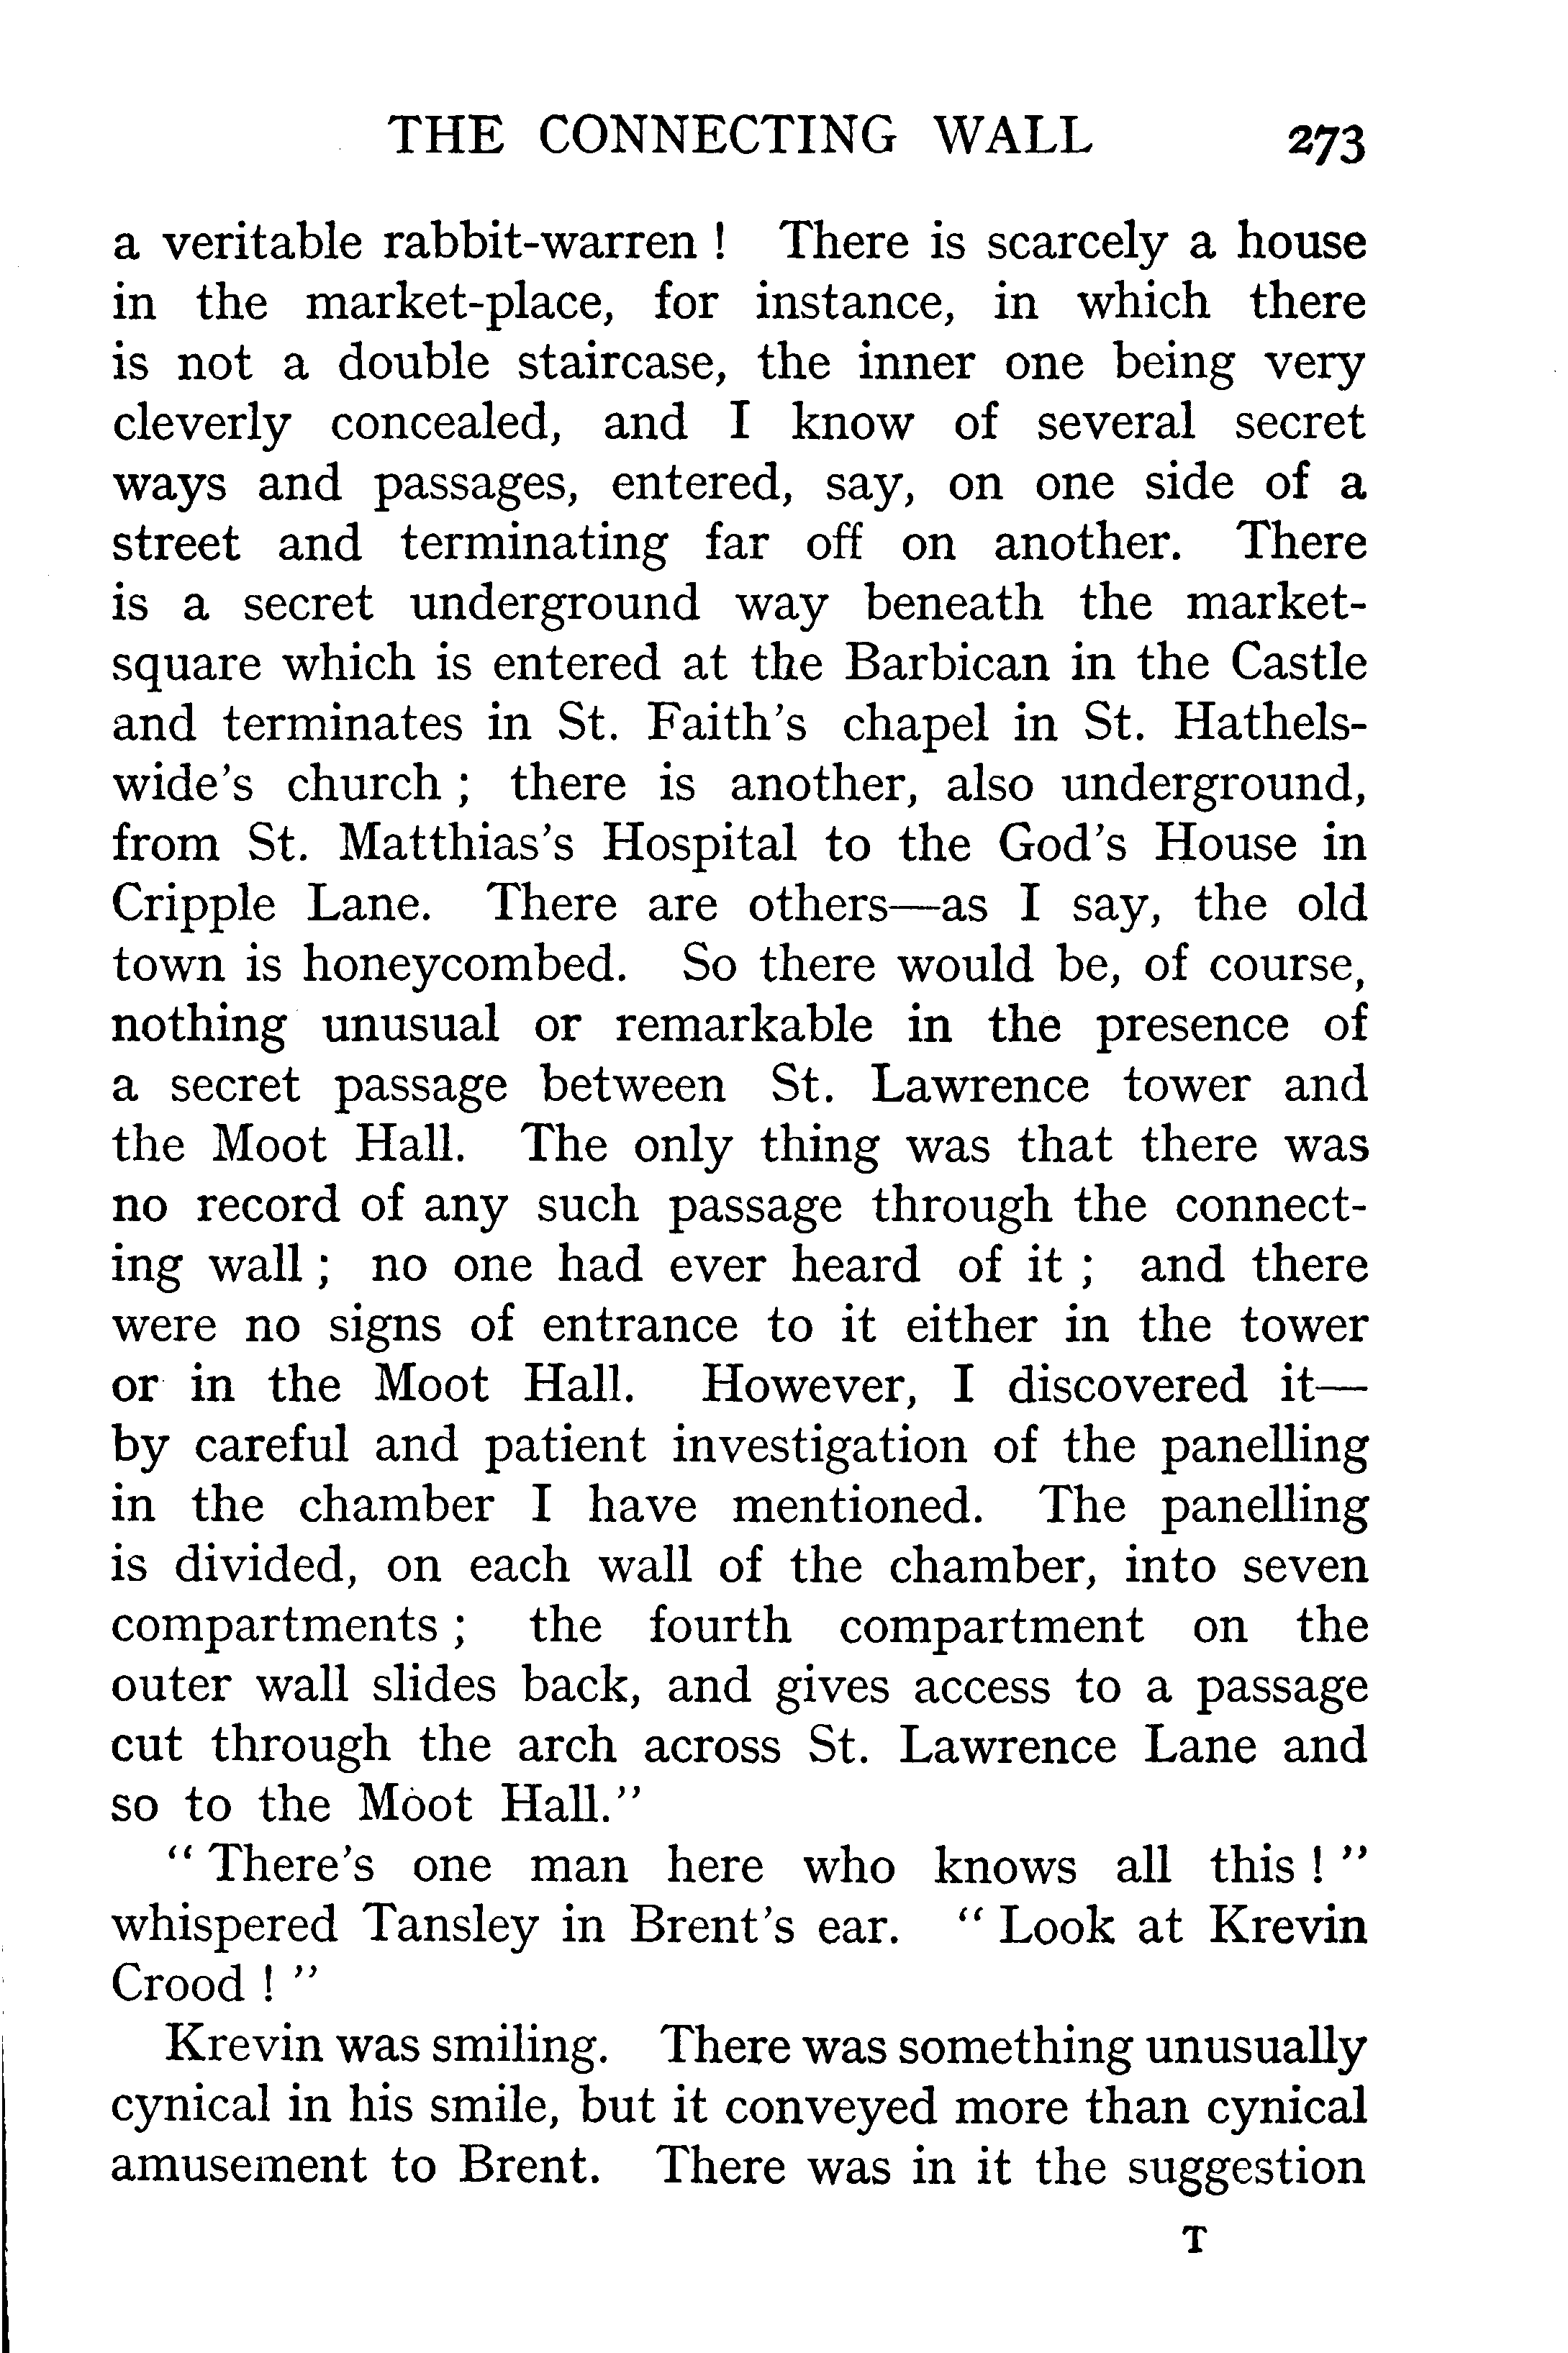 THE CONNECTING WALL 273
a veritable rabbit-warren ! There is scarcely a house
in the market-place, for instance, in which there
is not a double staircase, the inner one being very
cleverly concealed, and I know of several secret
ways and passages, entered, say, on one side of a
street and terminating far off on another. There
is a secret underground way beneath the market-
square which is entered at the Barbican in the Castle
and terminates in St. Faith's chapel in St. Hathels-
wide's church ; there is another, also underground,
from St. Matthias's Hospital to the God's House in
Cripple Lane. There are others—as I say, the old
town is honeycombed. So there would be, of course,
nothing unusual or remarkable in the presence of
a secret passage between St. Lawrence tower and
the Moot Hall. The only thing was that there was
no record of any such passage through the connect-
ing wall ; no one had ever heard of it ; and there
were no signs of entrance to it either in the tower
or in the Moot Hall. However, I discovered it—
by careful and patient investigation of the panelling
in the chamber I have mentioned. The panelling
is divided, on each wall of the chamber, into seven
compartments ; the fourth compartment on the
outer wall slides back, and gives access to a passage
cut through the arch across St. Lawrence Lane and
so to the Moot Hall.”
“ There's one man here who knows all this ! ”
whispered Tansley in Brent's ear. “ Look at Krevin
Crood ! ”
Krevin was smiling. There was something unusually
cynical in his smile, but it conveyed more than cynical
amusement to Brent. There was in it the suggestion
T